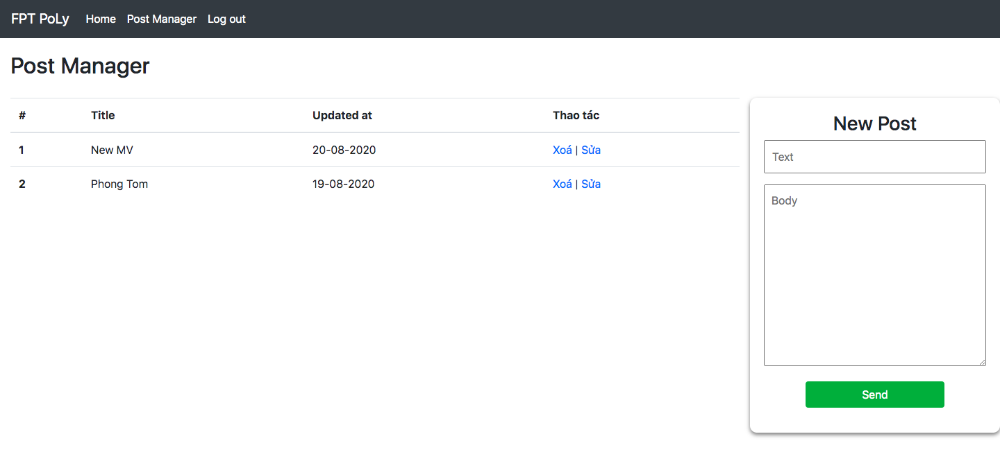 FPT PoLy Home Post Manager Log out
Post Manager
# Title Updated at Thao tác
1 New MV 20-08-2020 Xoá | Sửa
2 Phong Tom 19-08-2020 Xoá | Sửa
New Post
Text
Body
Send